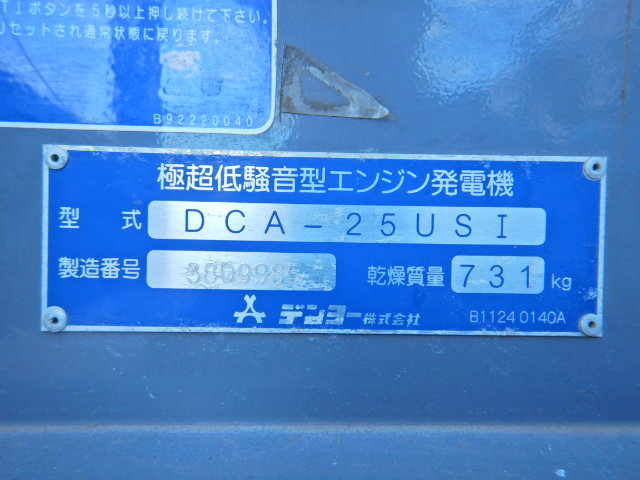 T」ボタンを5秒以上押し続けて下さい。
リセットされ通常状態に戻ります。
B92220040
極超低騒音型エンジン発電機
型式 DCA-25USI
製造番号
乾燥質量 731 kg
デンヨー株式会社 B11240140A